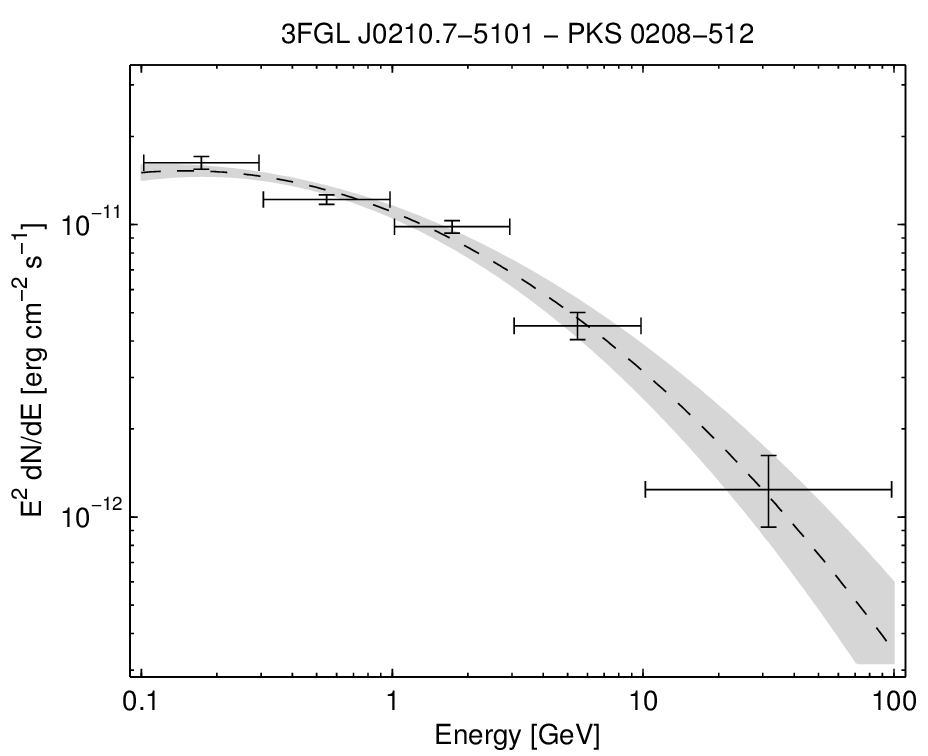 3FGL J0210.7−5101 − PKS 0208−512
E² dN/dE [erg cm⁻² s⁻¹]
10⁻¹¹
10⁻¹²
0.1 1 10 100
Energy [GeV]